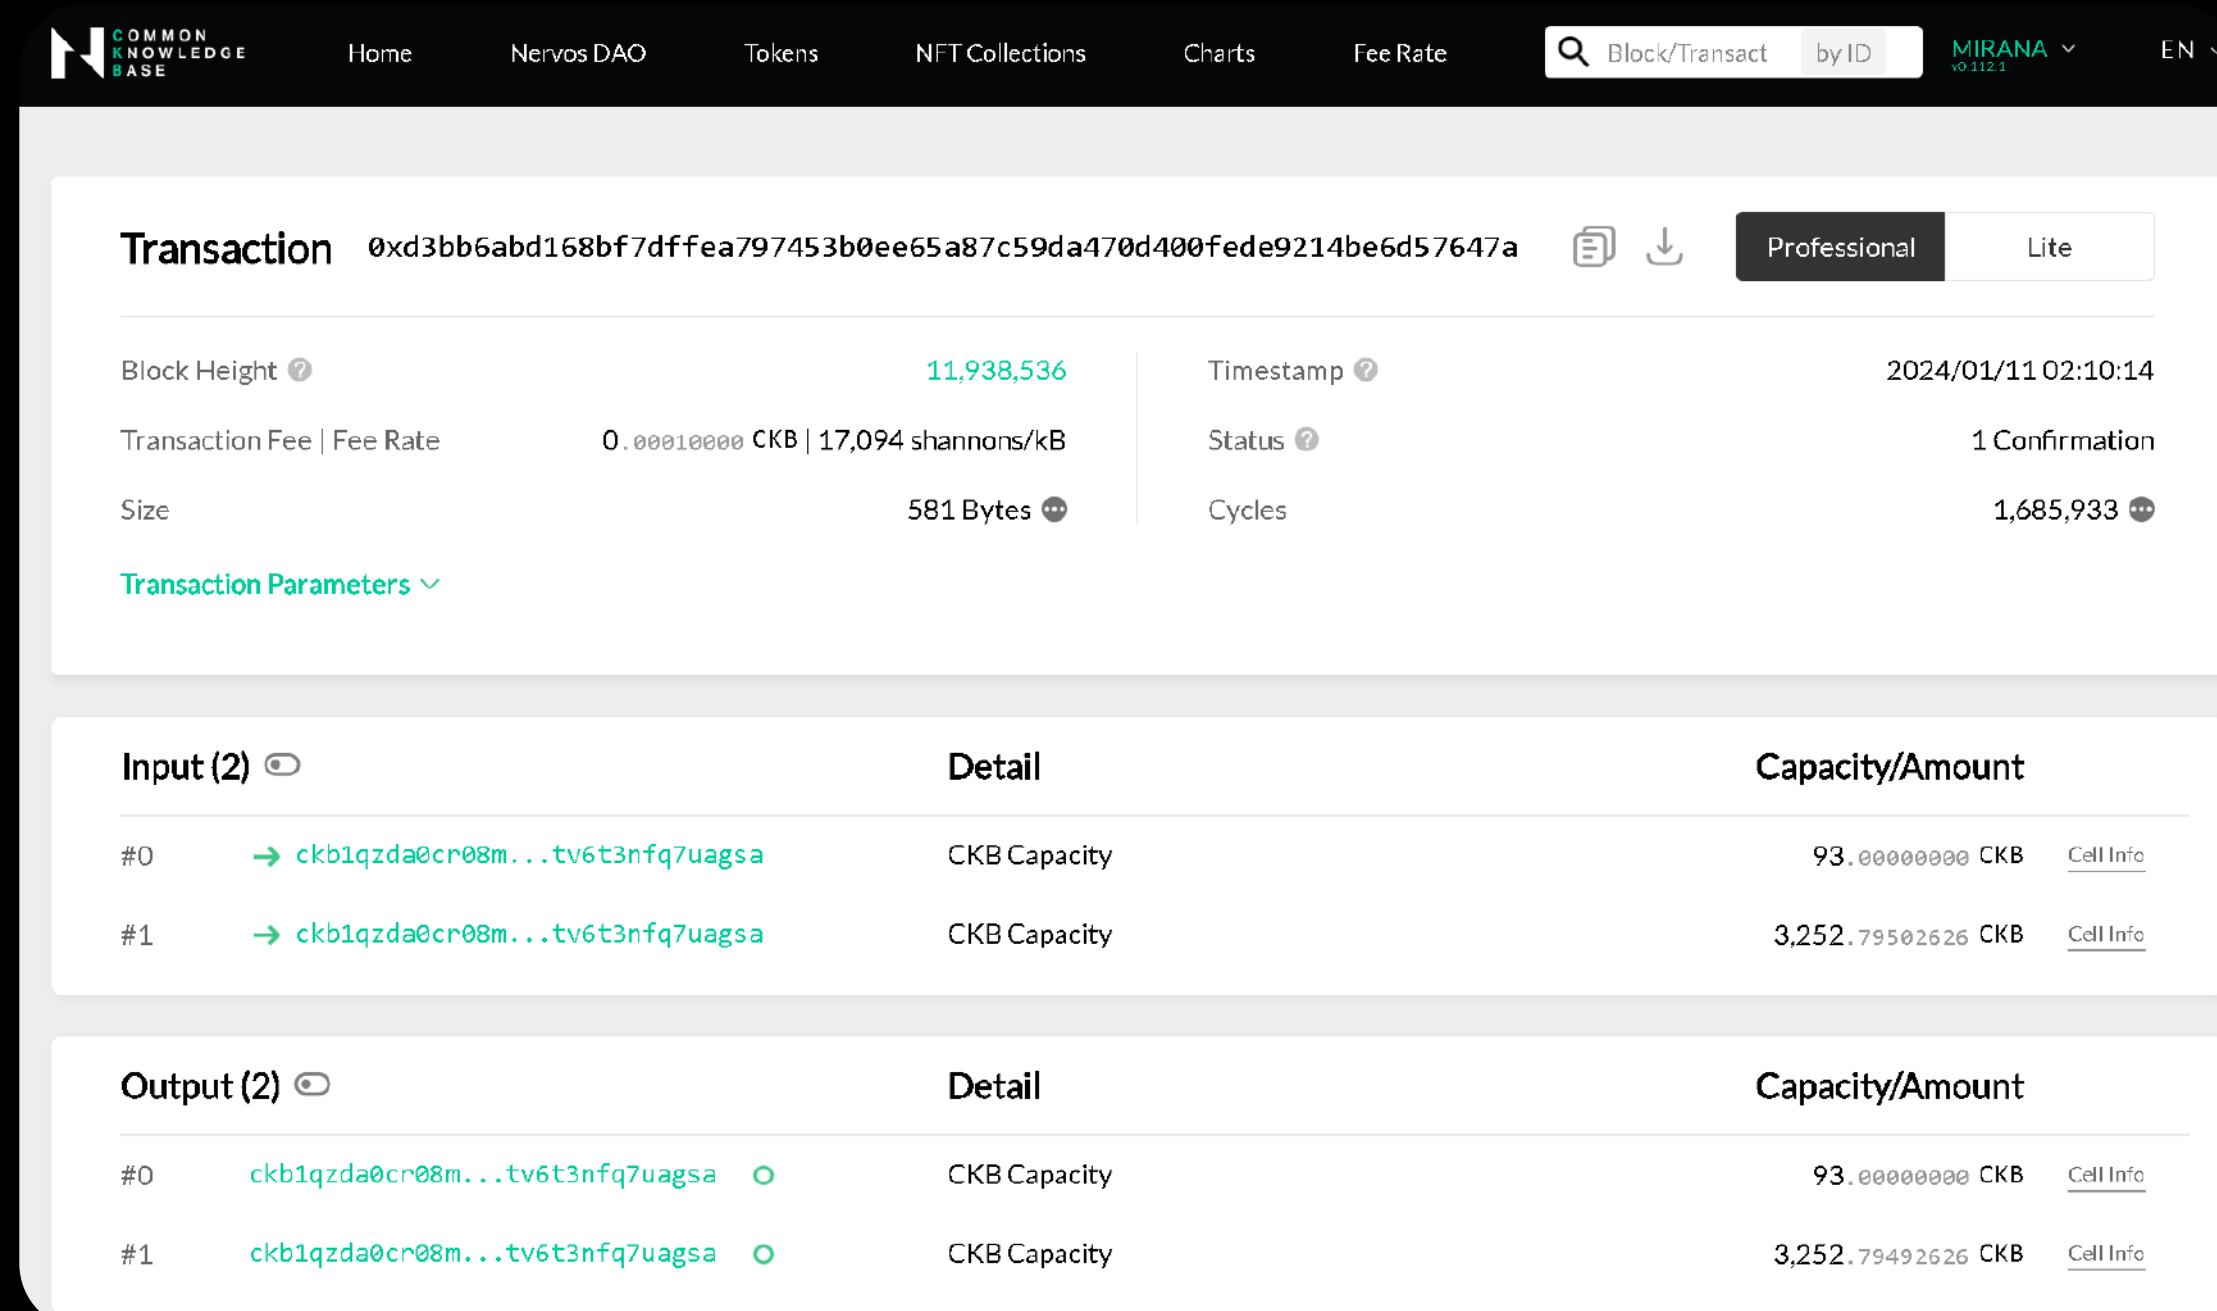 COMMON
KNOWLEDGE
BASE
Home Nervos DAO Tokens NFT Collections Charts Fee Rate Block/Transact by ID MIRANA EN
v0.112.1
Transaction 0xd3bb6abd168bf7dffea797453b0ee65a87c59da470d400fede9214be6d57647a Professional Lite
Block Height 11,938,536 Timestamp 2024/01/11 02:10:14
Transaction Fee | Fee Rate 0.00010000 CKB | 17,094 shannons/kB Status 1 Confirmation
Size 581 Bytes Cycles 1,685,933
Transaction Parameters
Input (2) Detail Capacity/Amount
#0 → ckb1qzda0cr08m...tv6t3nfq7uagsa CKB Capacity 93.00000000 CKB Cell Info
#1 → ckb1qzda0cr08m...tv6t3nfq7uagsa CKB Capacity 3,252.79502626 CKB Cell Info
Output (2) Detail Capacity/Amount
#0 ckb1qzda0cr08m...tv6t3nfq7uagsa CKB Capacity 93.00000000 CKB Cell Info
#1 ckb1qzda0cr08m...tv6t3nfq7uagsa CKB Capacity 3,252.79492626 CKB Cell Info